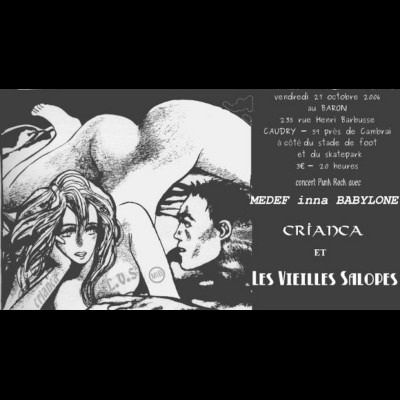 vendredi 27 octobre 2006
au BARON
235 rue Henri Barbusse
CAUDRY - 59 près de Cambrai
à côté du stade de foot
et du skatepark
3€ - 20 heures
concert Punk Rock avec
MEDEF inna BABYLONE
CRIANCA
ET
LES VIEILLES SALOPES
CRIANCA
L.V.S
MIB